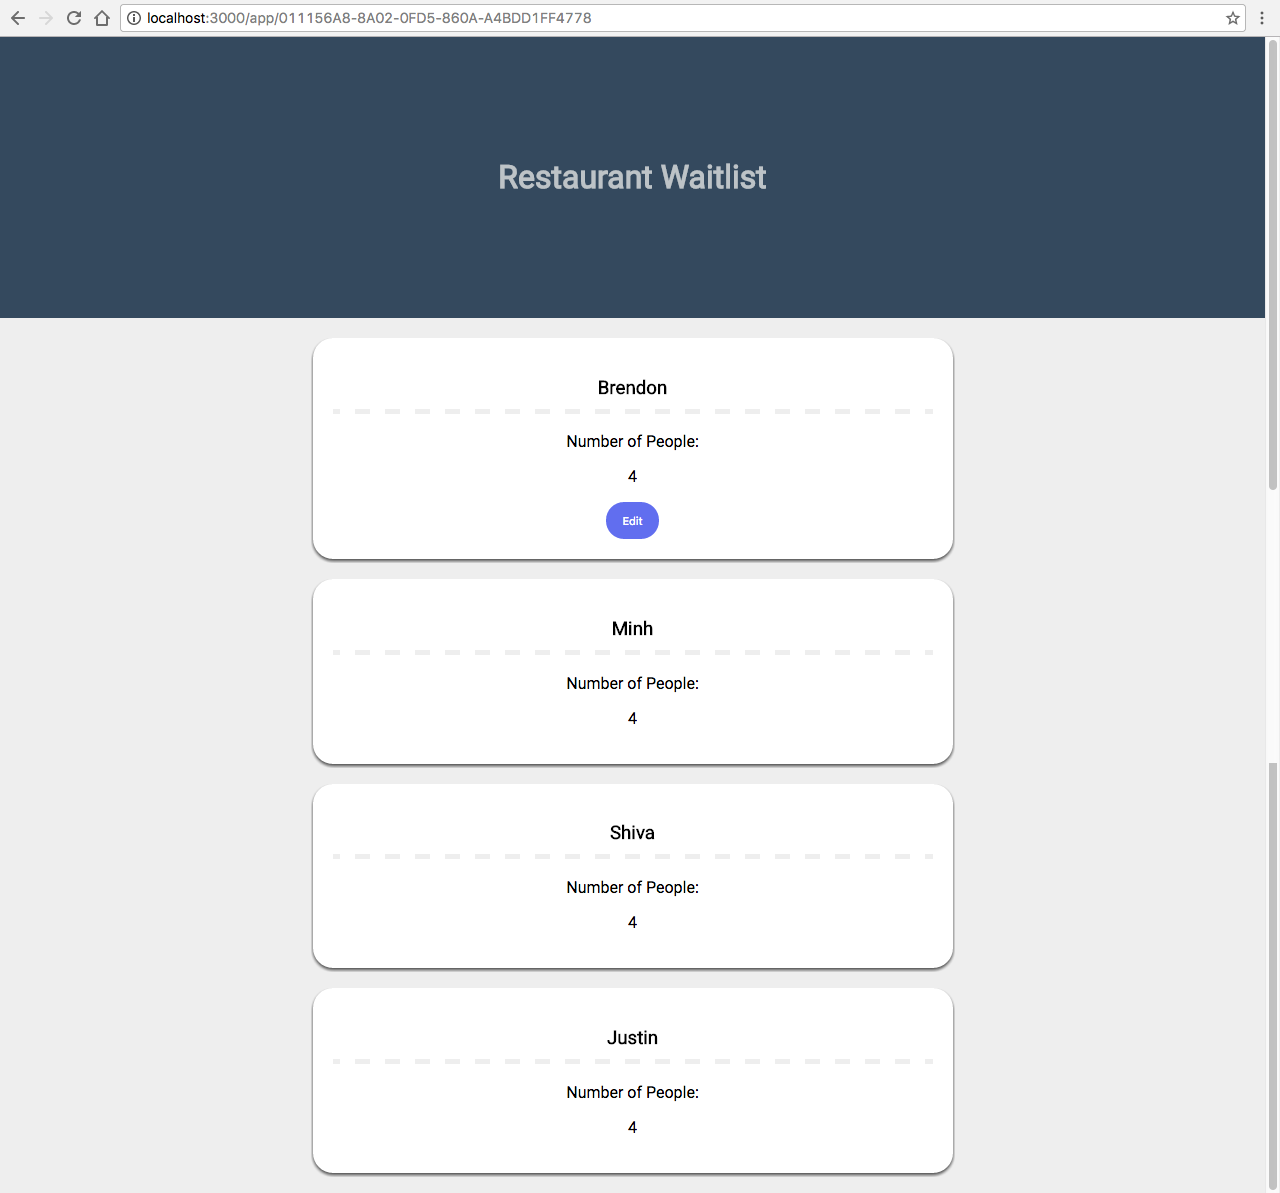 localhost:3000/app/011156A8-8A02-0FD5-860A-A4BDD1FF4778
Restaurant Waitlist
Brendon
Number of People:
4
Edit
Minh
Number of People:
4
Shiva
Number of People:
4
Justin
Number of People:
4